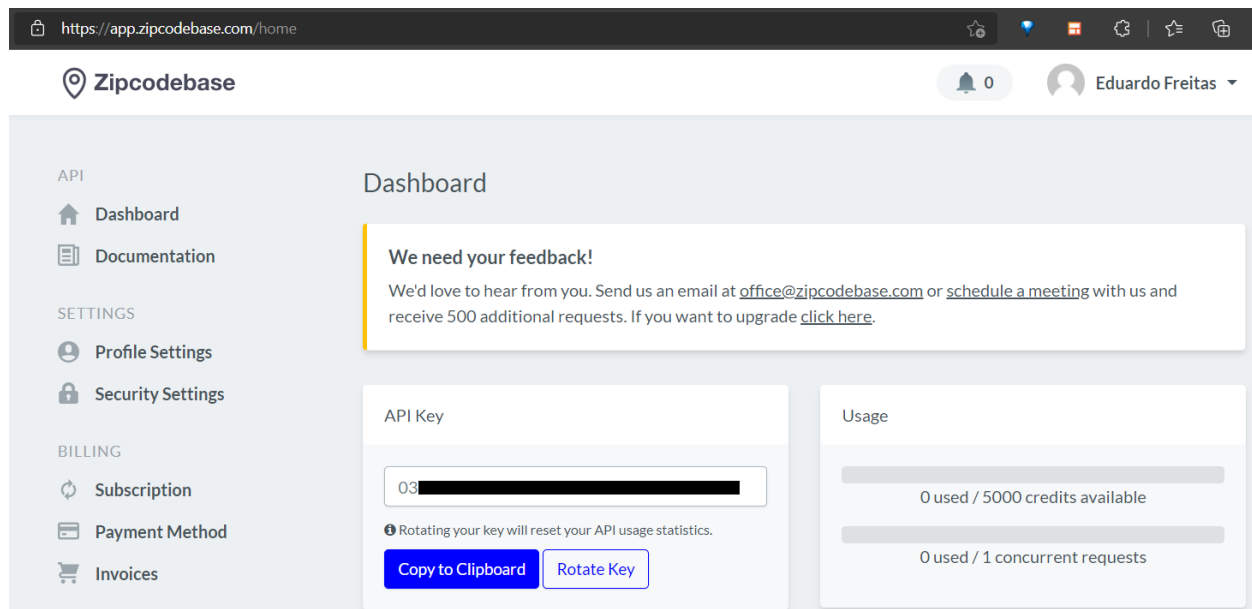 https://app.zipcodebase.com/home
Zipcodebase
0
Eduardo Freitas
API
Dashboard
Documentation
SETTINGS
Profile Settings
Security Settings
BILLING
Subscription
Payment Method
Invoices
Dashboard
We need your feedback!
We'd love to hear from you. Send us an email at office@zipcodebase.com or schedule a meeting with us and
receive 500 additional requests. If you want to upgrade click here.
API Key
03
Rotating your key will reset your API usage statistics.
Copy to Clipboard
Rotate Key
Usage
0 used / 5000 credits available
0 used / 1 concurrent requests